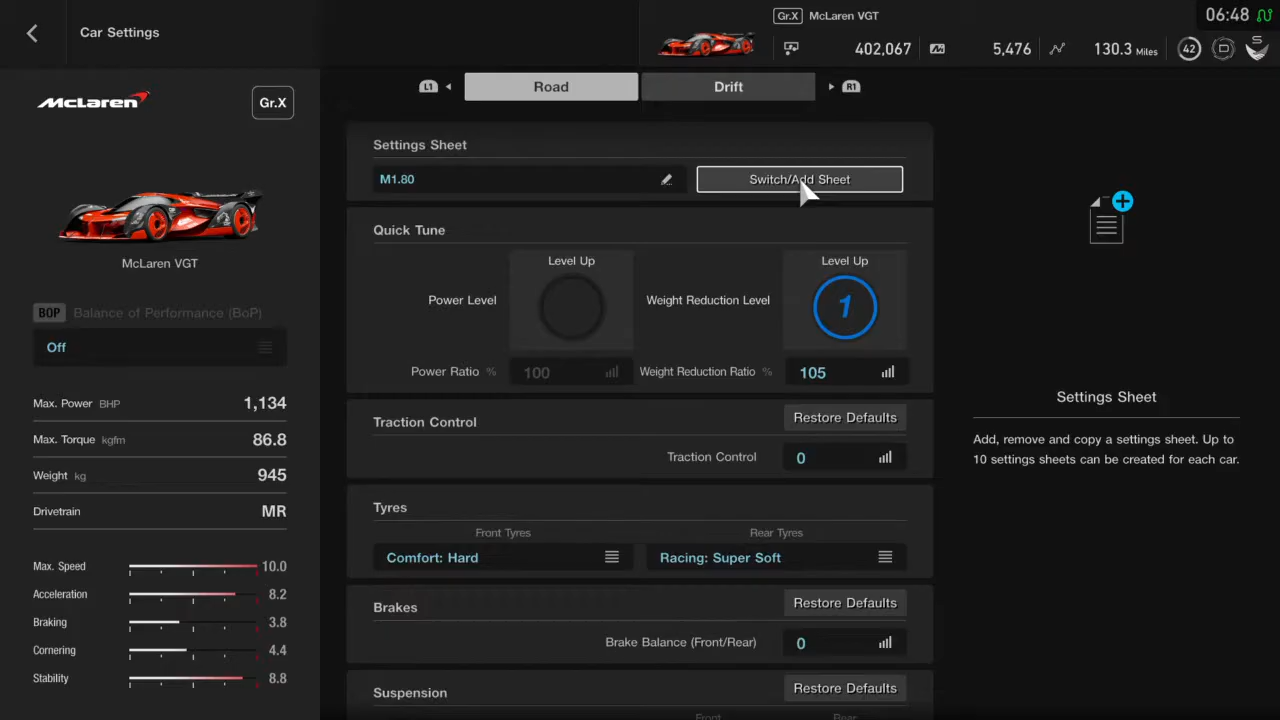 06:48
Car Settings
Gr.X McLaren VGT
402,067 5,476 130.3 Miles 42 D S
McLaren
Gr.X
McLaren VGT
BOP Balance of Performance (BoP)
Off
Max. Power BHP 1,134
Max. Torque kgfm 86.8
Weight kg 945
Drivetrain MR
Max. Speed 10.0
Acceleration 8.2
Braking 3.8
Cornering 4.4
Stability 8.8
L1 Road Drift R1
Settings Sheet
M1.80 Switch/Add Sheet
Quick Tune
Level Up Level Up
Power Level Weight Reduction Level 1
Power Ratio % 100 Weight Reduction Ratio % 105
Traction Control Restore Defaults
Traction Control 0
Tyres
Front Tyres Rear Tyres
Comfort: Hard Racing: Super Soft
Brakes Restore Defaults
Brake Balance (Front/Rear) 0
Suspension Restore Defaults
Front Rear
Settings Sheet
Add, remove and copy a settings sheet. Up to
10 settings sheets can be created for each car.